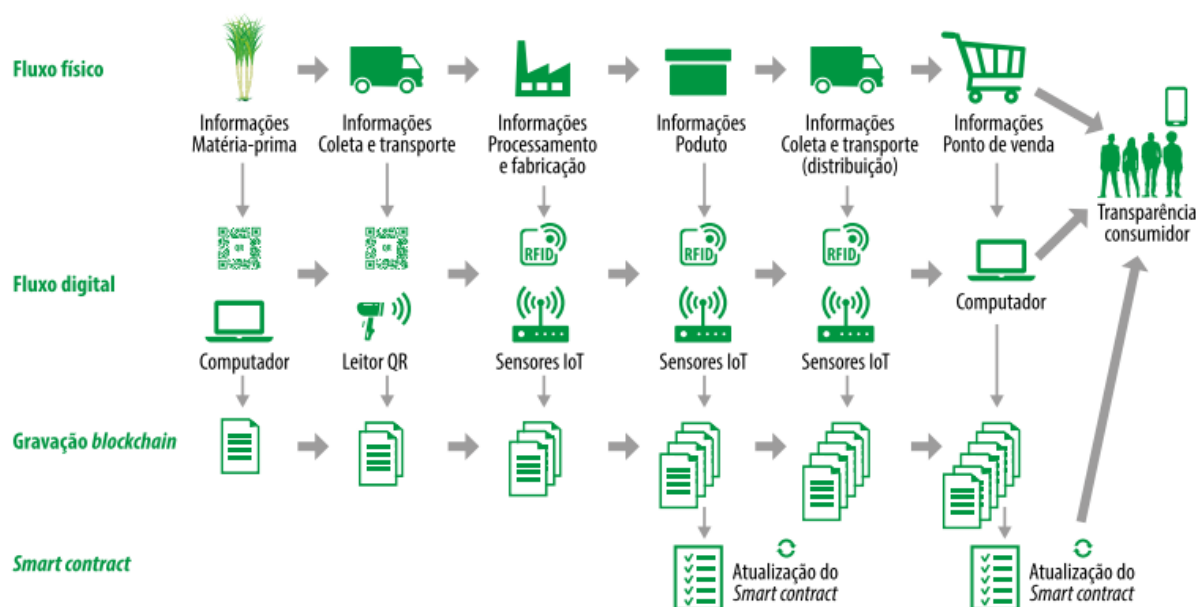 Fluxo físico
Informações
Matéria-prima
Informações
Coleta e transporte
Informações
Processamento
e fabricação
Informações
Poduto
Informações
Coleta e transporte
(distribuição)
Informações
Ponto de venda
Transparência
consumidor
Fluxo digital
QR
QR
RFID
RFID
RFID
Computador
Leitor QR
Sensores IoT
Sensores IoT
Sensores IoT
Computador
Gravação blockchain
Smart contract
Atualização do
Smart contract
Atualização do
Smart contract